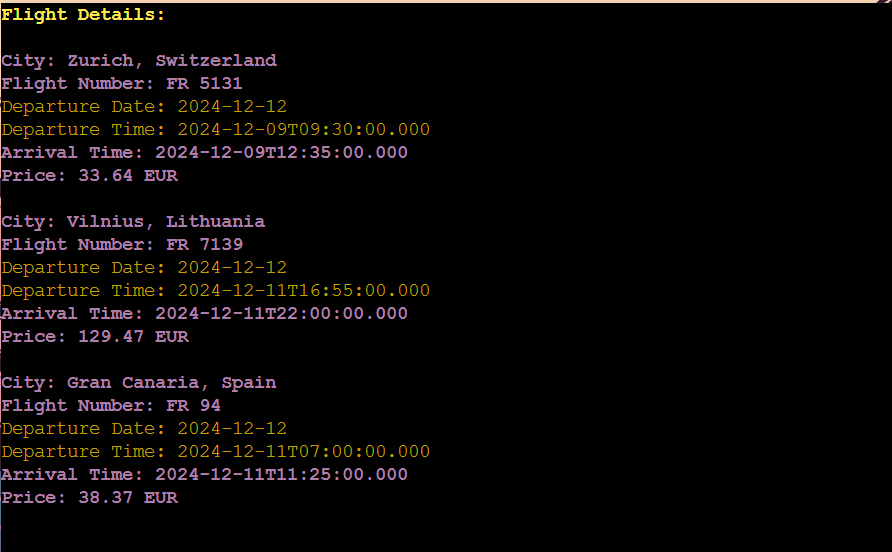 Flight Details:
City: Zurich, Switzerland
Flight Number: FR 5131
Departure Date: 2024-12-12
Departure Time: 2024-12-09T09:30:00.000
Arrival Time: 2024-12-09T12:35:00.000
Price: 33.64 EUR
City: Vilnius, Lithuania
Flight Number: FR 7139
Departure Date: 2024-12-12
Departure Time: 2024-12-11T16:55:00.000
Arrival Time: 2024-12-11T22:00:00.000
Price: 129.47 EUR
City: Gran Canaria, Spain
Flight Number: FR 94
Departure Date: 2024-12-12
Departure Time: 2024-12-11T07:00:00.000
Arrival Time: 2024-12-11T11:25:00.000
Price: 38.37 EUR